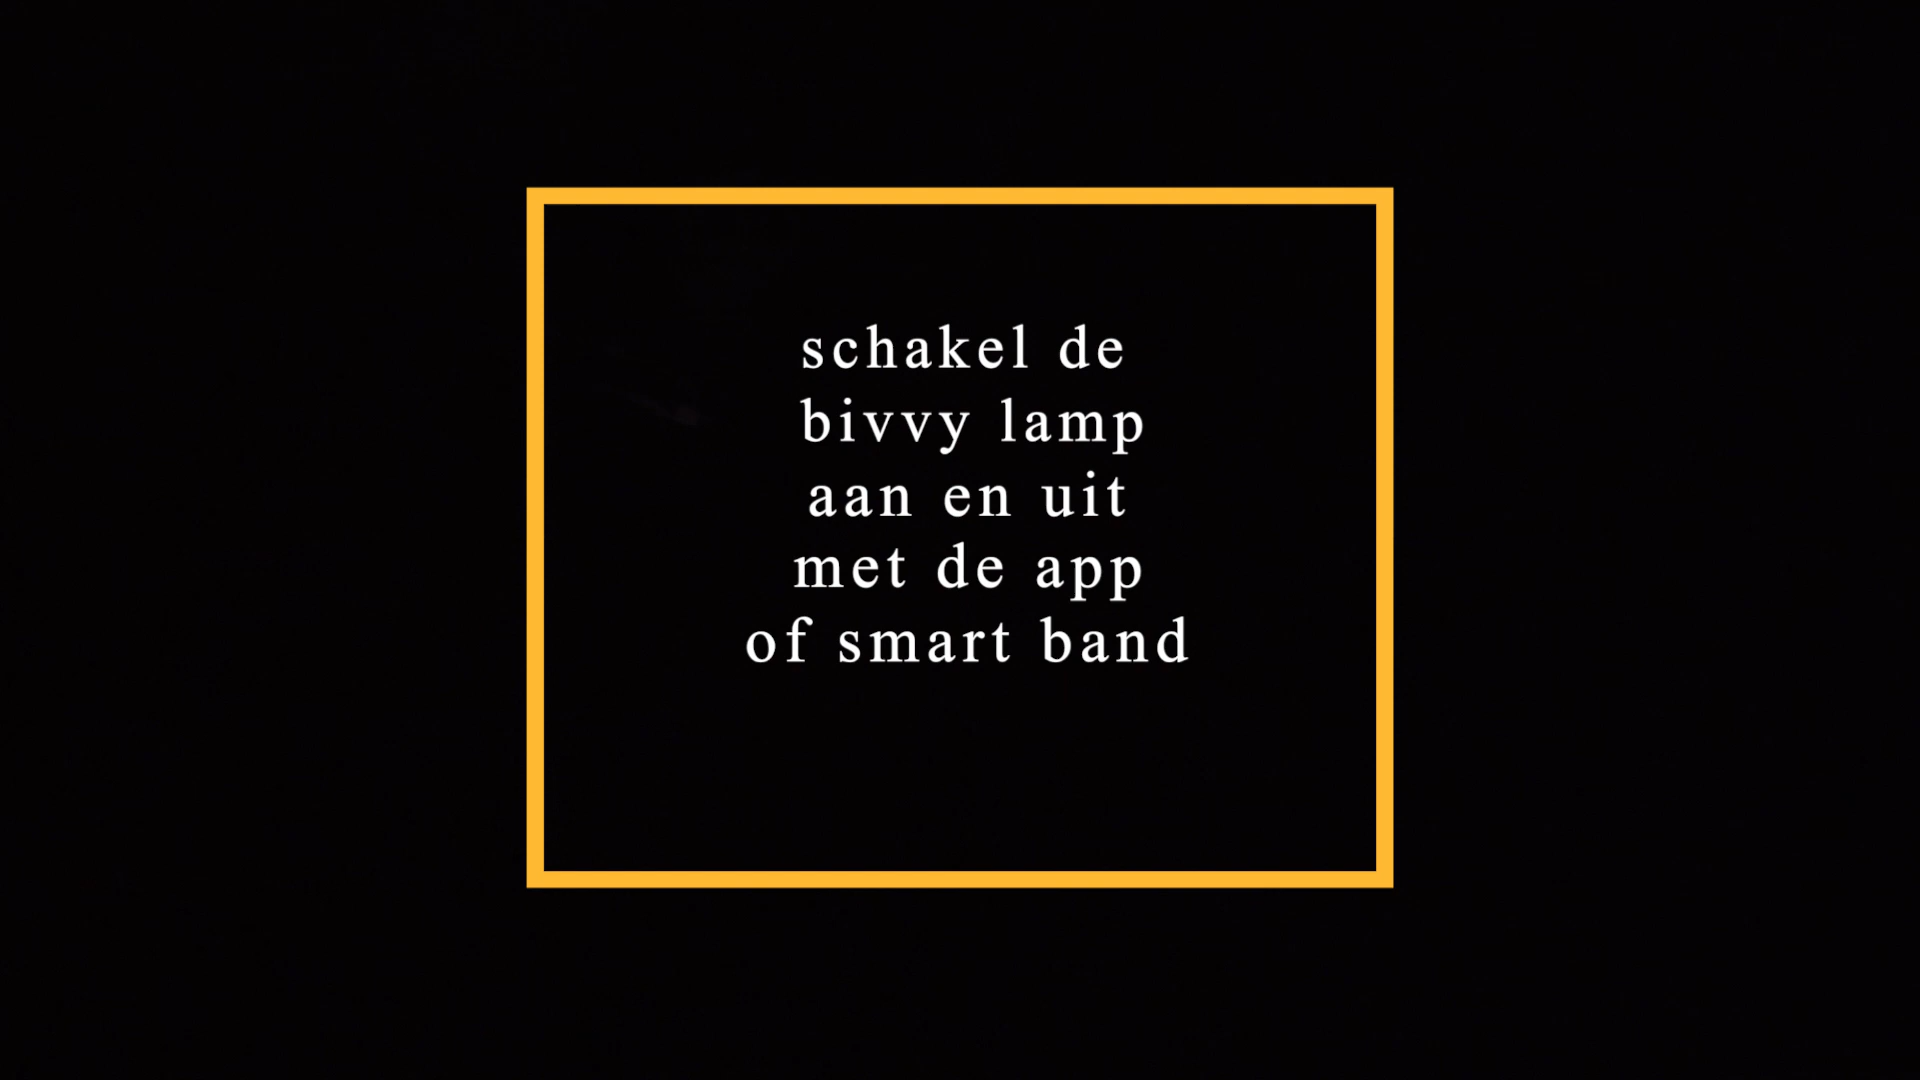 schakel de
bivvy lamp
aan en uit
met de app
of smart band